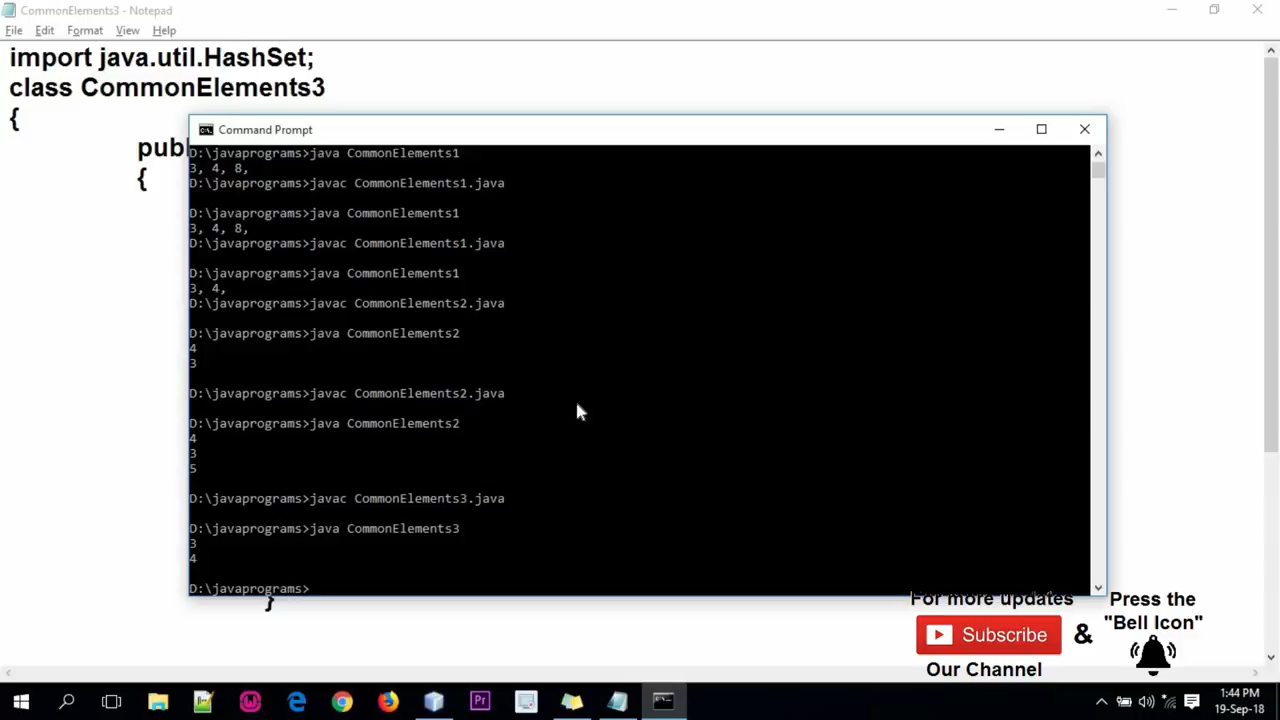 CommonElements3 - Notepad
File Edit Format View Help
import java.util.HashSet;
class CommonElements3
{
publ
{
Command Prompt
D:\javaprograms>java CommonElements1
3, 4, 8,
D:\javaprograms>javac CommonElements1.java
D:\javaprograms>java CommonElements1
3, 4, 8,
D:\javaprograms>javac CommonElements1.java
D:\javaprograms>java CommonElements1
3, 4,
D:\javaprograms>javac CommonElements2.java
D:\javaprograms>java CommonElements2
4
3
D:\javaprograms>javac CommonElements2.java
D:\javaprograms>java CommonElements2
4
3
5
D:\javaprograms>javac CommonElements3.java
D:\javaprograms>java CommonElements3
3
4
D:\javaprograms>
}
For more updates
Subscribe
Our Channel
&
Press the
"Bell Icon"
Pr
1:44 PM
19-Sep-18